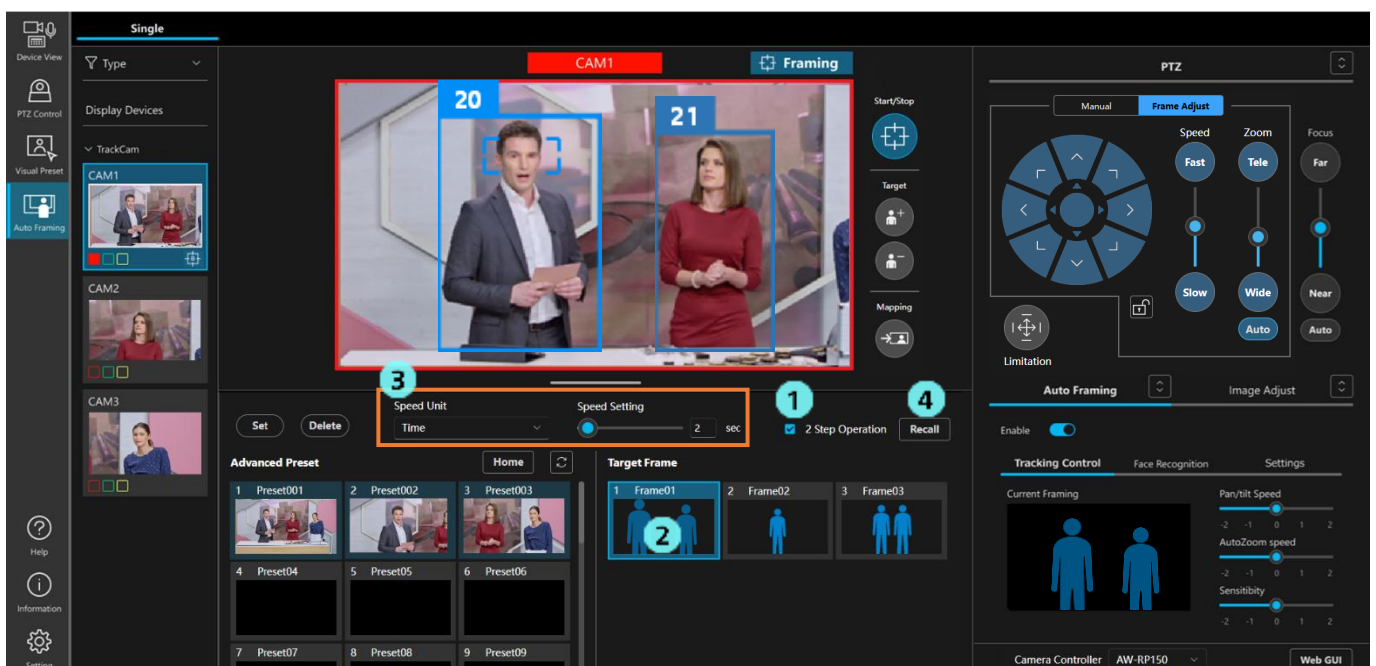 Device View
PTZ Control
Visual Preset
Auto Framing
Help
Information
Setting
Single
Type
Display Devices
TrackCam
CAM1
CAM2
CAM3
CAM1
Framing
20
21
Start/Stop
Target
Mapping
3
1
4
Set
Delete
Speed Unit
Time
Speed Setting
2 sec
2 Step Operation
Recall
Advanced Preset
Home
1 Preset001
2 Preset002
3 Preset003
4 Preset04
5 Preset05
6 Preset06
7 Preset07
8 Preset08
9 Preset09
Target Frame
1 Frame01
2 Frame02
3 Frame03
2
PTZ
Manual
Frame Adjust
Speed
Zoom
Focus
Fast
Tele
Far
Slow
Wide
Near
Auto
Auto
Limitation
Auto Framing
Image Adjust
Enable
Tracking Control
Face Recognition
Settings
Current Framing
Pan/tilt Speed
-2 -1 0 1 2
AutoZoom speed
-2 -1 0 1 2
Sensitibity
-2 -1 0 1 2
Camera Controller
AW-RP150
Web GUI